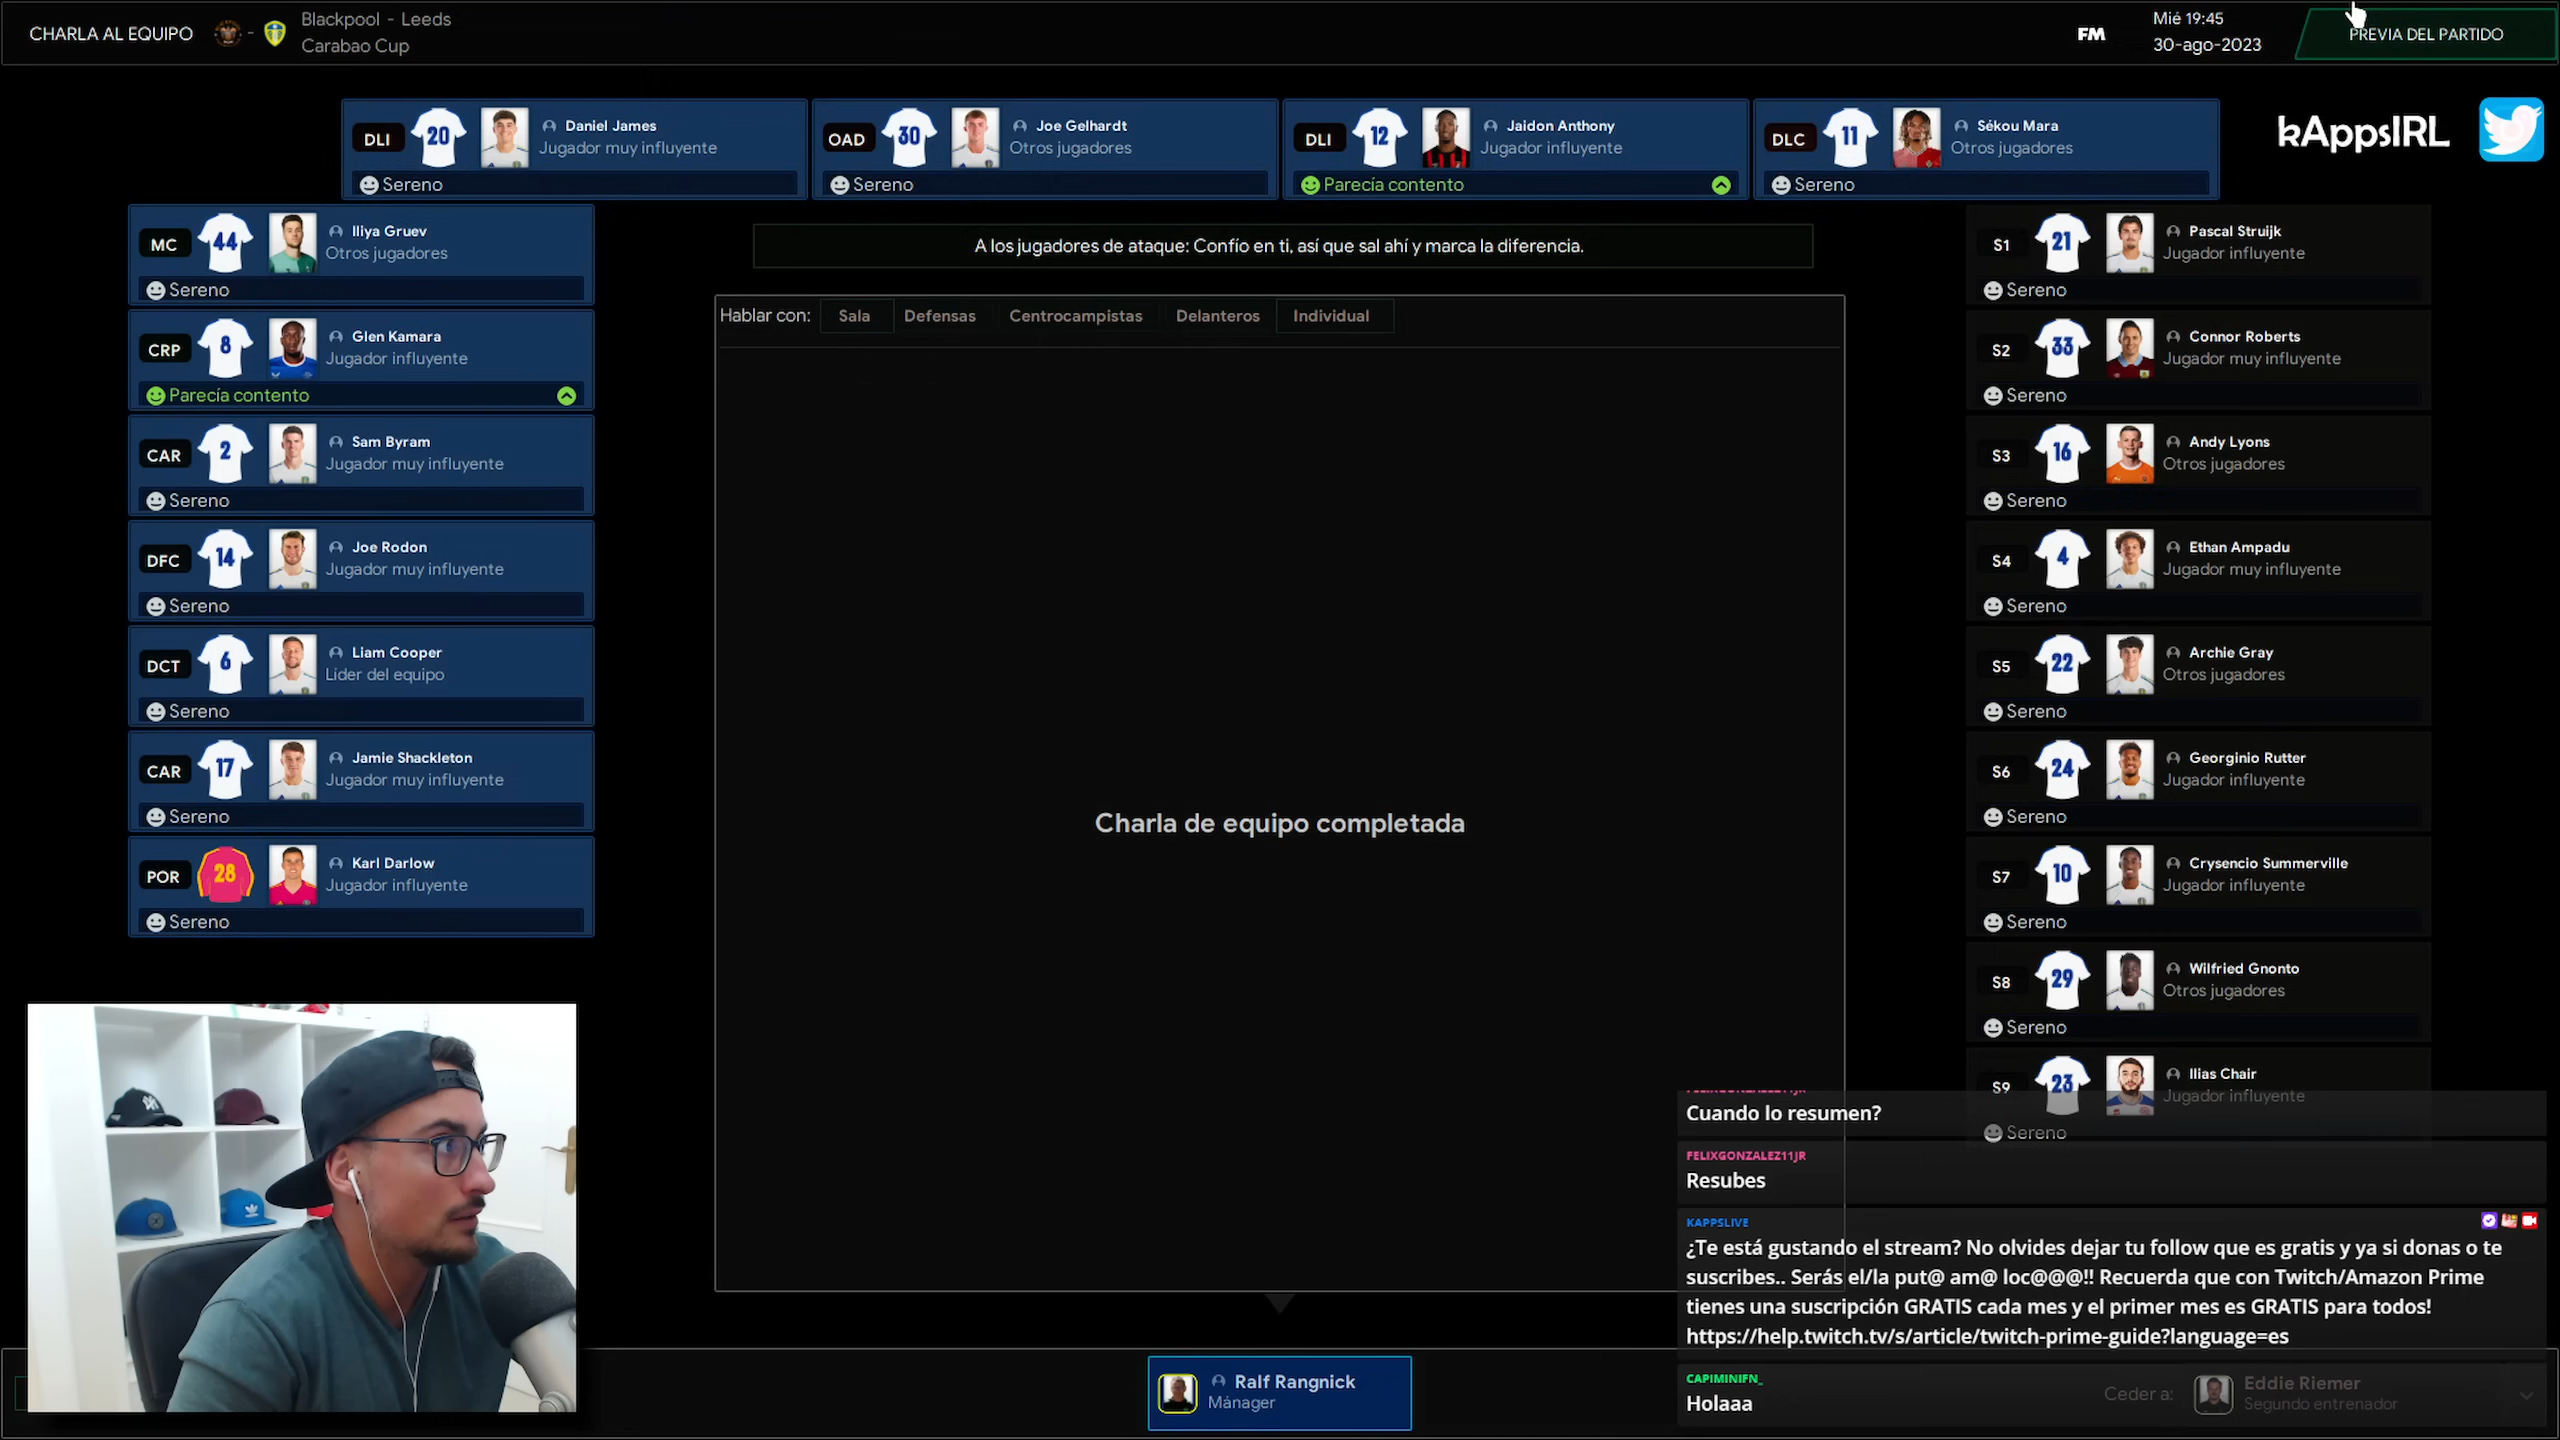 CHARLA AL EQUIPO
Blackpool - Leeds
Carabao Cup
FM
Mié 19:45
30-ago-2023
PREVIA DEL PARTIDO
kAppsIRL
DLI
20
Daniel James
Jugador muy influyente
Sereno
OAD
30
Joe Gelhardt
Otros jugadores
Sereno
DLI
12
Jaidon Anthony
Jugador influyente
Parecía contento
DLC
11
Sékou Mara
Otros jugadores
Sereno
MC
44
Iliya Gruev
Otros jugadores
Sereno
CRP
8
Glen Kamara
Jugador influyente
Parecía contento
CAR
2
Sam Byram
Jugador muy influyente
Sereno
DFC
14
Joe Rodon
Jugador muy influyente
Sereno
DCT
6
Liam Cooper
Líder del equipo
Sereno
CAR
17
Jamie Shackleton
Jugador muy influyente
Sereno
POR
28
Karl Darlow
Jugador influyente
Sereno
A los jugadores de ataque: Confío en ti, así que sal ahí y marca la diferencia.
Hablar con: Sala Defensas Centrocampistas Delanteros Individual
Charla de equipo completada
S1
21
Pascal Struijk
Jugador influyente
Sereno
S2
33
Connor Roberts
Jugador muy influyente
Sereno
S3
16
Andy Lyons
Otros jugadores
Sereno
S4
4
Ethan Ampadu
Jugador muy influyente
Sereno
S5
22
Archie Gray
Otros jugadores
Sereno
S6
24
Georginio Rutter
Jugador influyente
Sereno
S7
10
Crysencio Summerville
Jugador influyente
Sereno
S8
29
Wilfried Gnonto
Otros jugadores
Sereno
S9
23
Ilias Chair
Jugador influyente
Sereno
Cuando lo resumen?
FELIXGONZALEZ11JR
Resubes
KAPPSLIVE
¿Te está gustando el stream? No olvides dejar tu follow que es gratis y ya si donas o te
suscribes.. Serás el/la put@ am@ loc@@@!! Recuerda que con Twitch/Amazon Prime
tienes una suscripción GRATIS cada mes y el primer mes es GRATIS para todos!
https://help.twitch.tv/s/article/twitch-prime-guide?language=es
CAPIMINIFN_
Holaaa
Ralf Rangnick
Mánager
Ceder a:
Eddie Riemer
Segundo entrenador